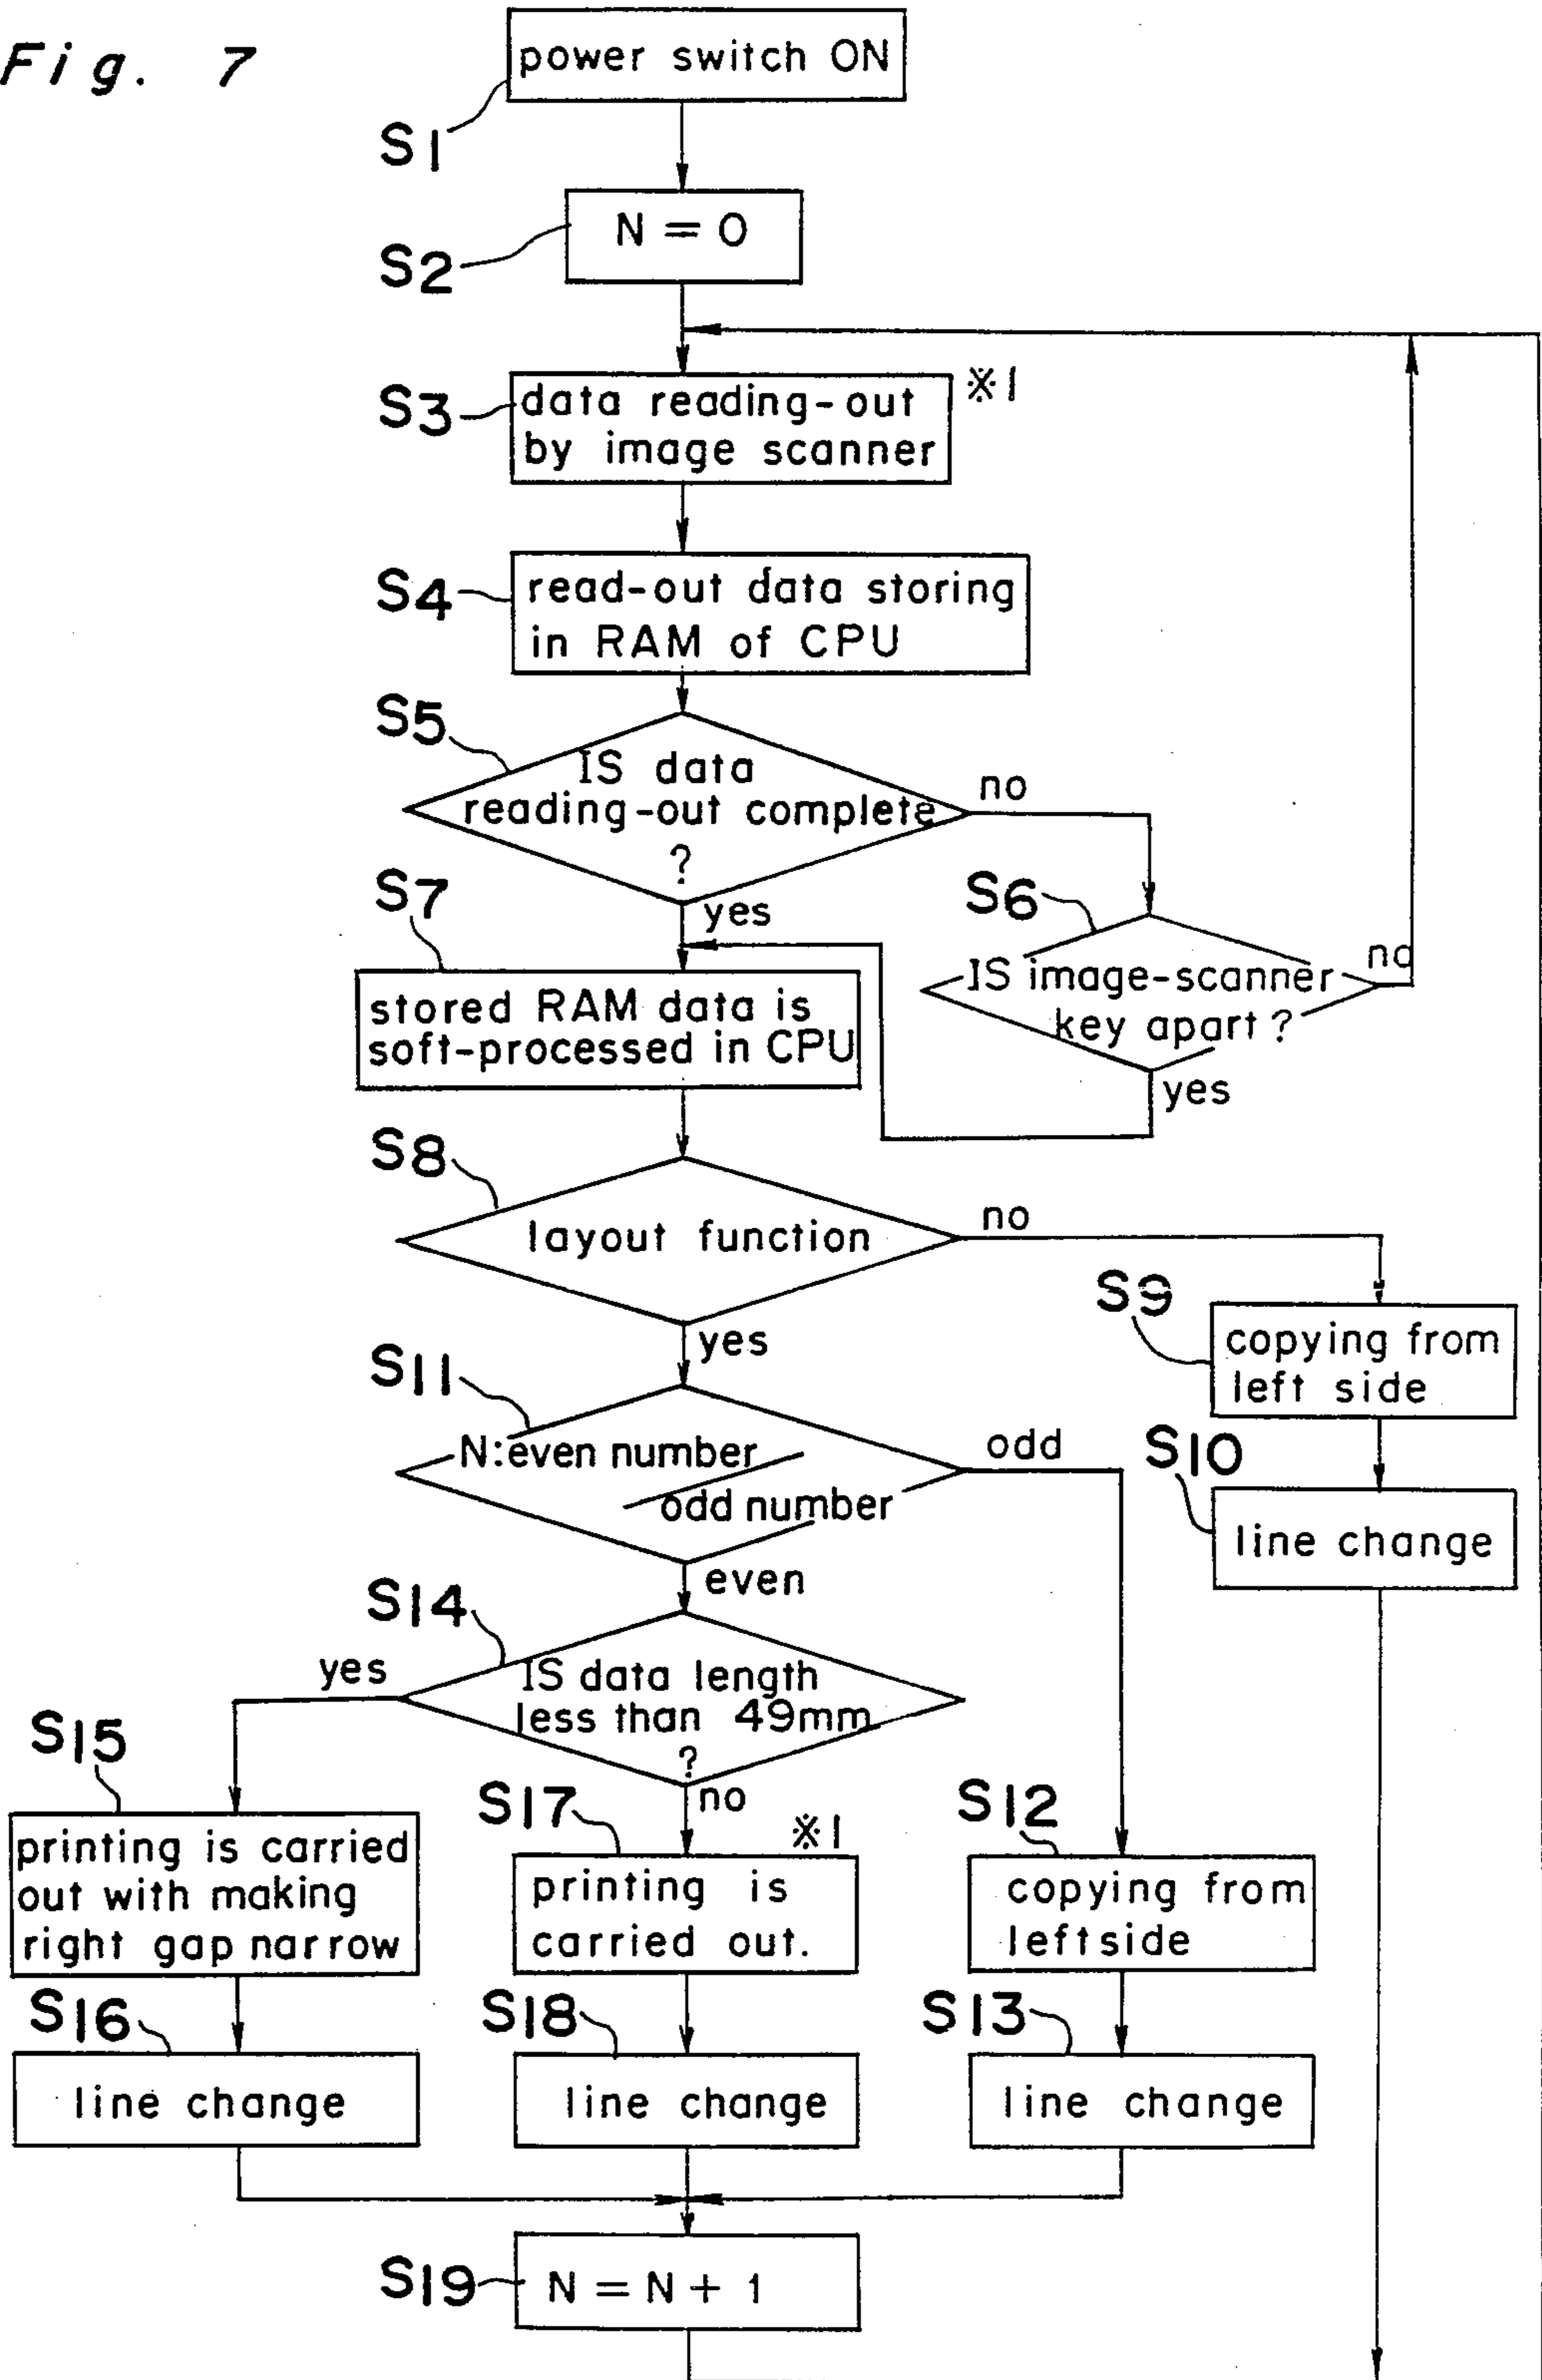 Fig. 7
power switch ON
S1
N = 0
S2
S3
data reading-out
by image scanner
※1
S4
read-out data storing
in RAM of CPU
S5
IS data
reading-out complete
?
no
yes
S6
IS image-scanner
key apart?
no
yes
S7
stored RAM data is
soft-processed in CPU
S8
layout function
no
yes
S9
copying from
left side
S10
line change
S11
N:even number
odd number
odd
even
S14
IS data length
less than 49mm
?
yes
no
S15
printing is carried
out with making
right gap narrow
S17
※1
printing is
carried out.
S12
copying from
leftside
S16
line change
S18
line change
S13
line change
S19
N = N + 1